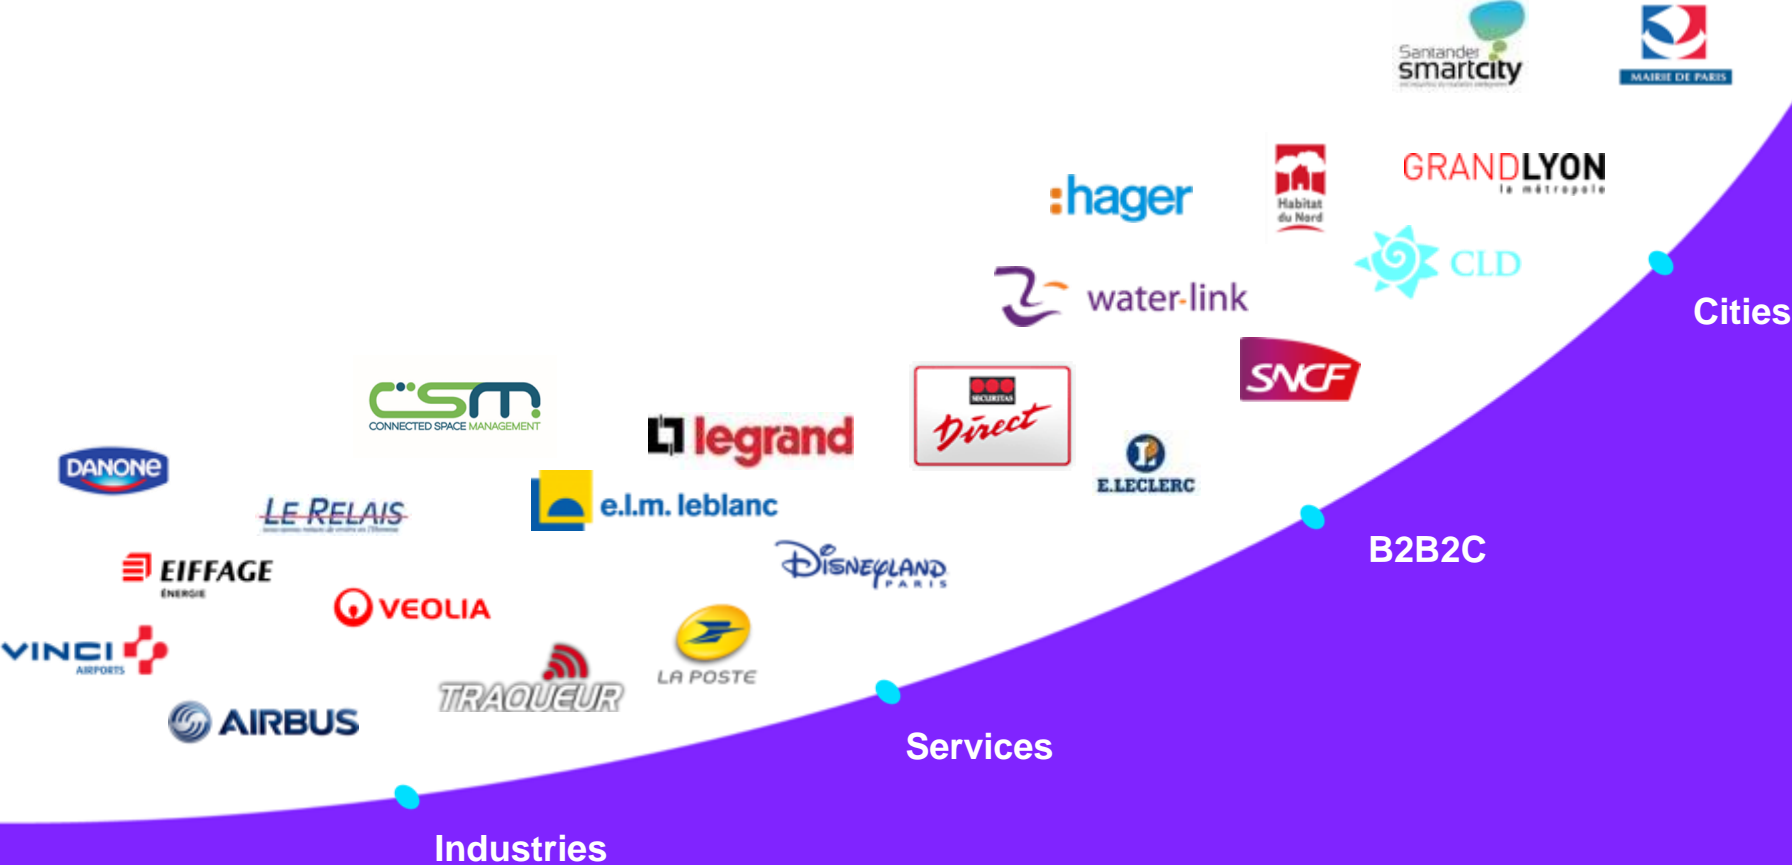 Santander
smartcity
MAIRIE DE PARIS
GRANDLYON
la métropole
:hager
Habitat
du Nord
CLD
water-link
SNCF
CSM
CONNECTED SPACE MANAGEMENT
SECURITAS
Direct
legrand
E.LECLERC
DANONE
LE RELAIS
e.l.m. leblanc
EIFFAGE
ÉNERGIE
DISNEYLAND
PARIS
VEOLIA
VINCI
AIRPORTS
LA POSTE
TRAQUEUR
AIRBUS
Cities
B2B2C
Services
Industries